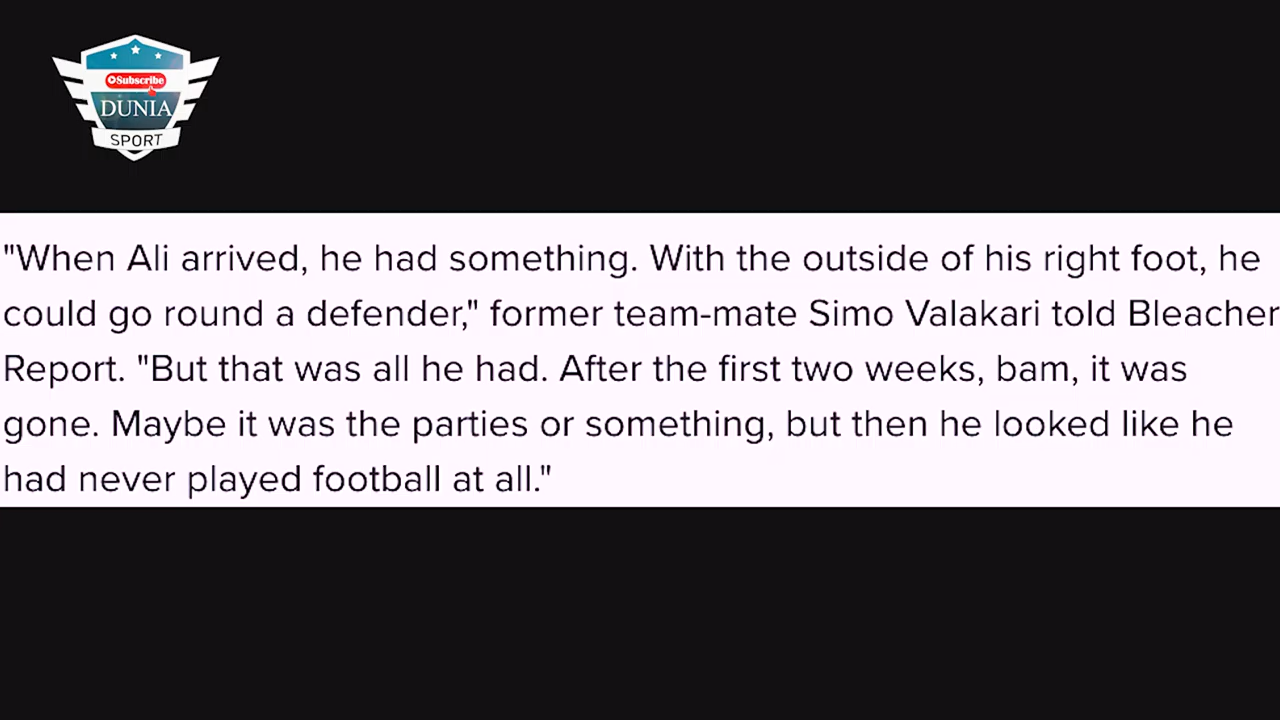 Subscribe
DUNIA
SPORT
"When Ali arrived, he had something. With the outside of his right foot, he
could go round a defender," former team-mate Simo Valakari told Bleacher
Report. "But that was all he had. After the first two weeks, bam, it was
gone. Maybe it was the parties or something, but then he looked like he
had never played football at all."